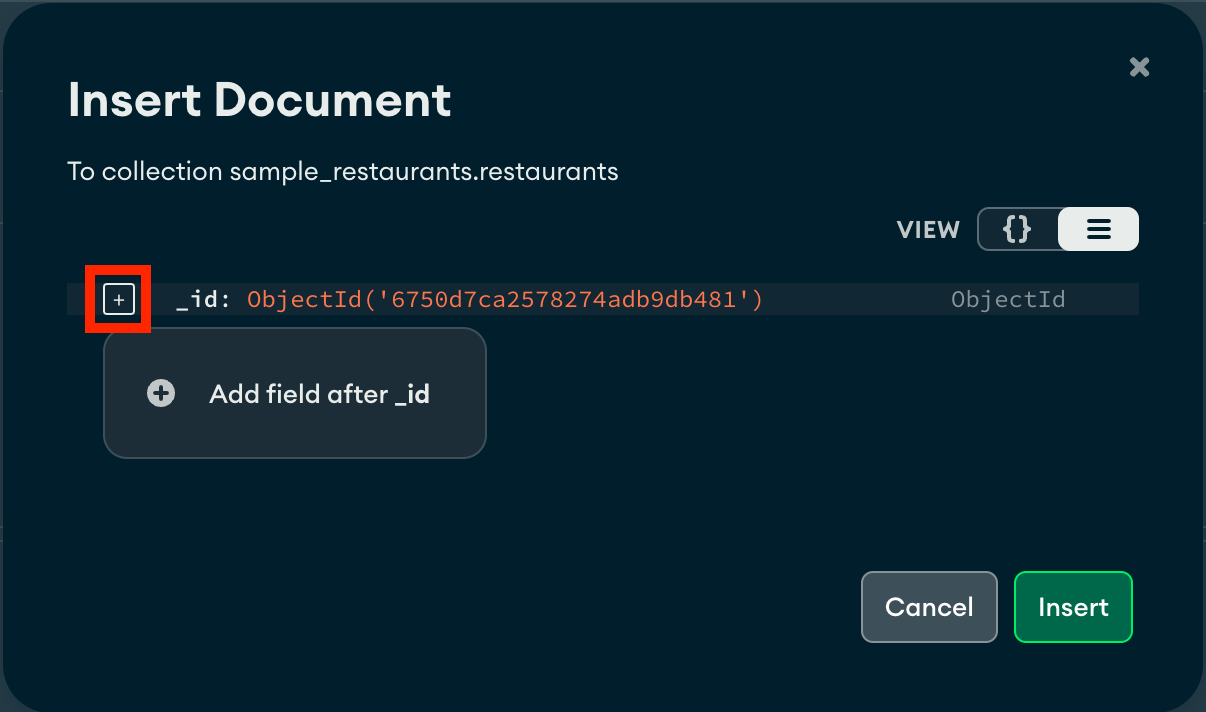 Insert Document
To collection sample_restaurants.restaurants
VIEW {}
+ _id: ObjectId('6750d7ca2578274adb9db481') ObjectId
Add field after _id
Cancel Insert